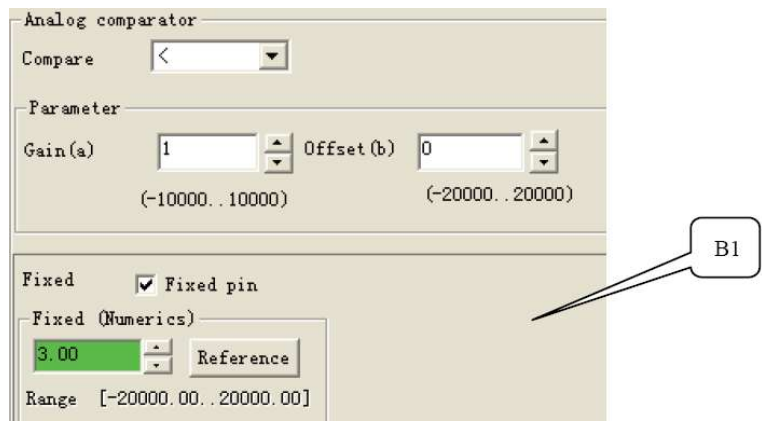 Analog comparator
Compare <
Parameter
Gain(a) 1 Offset(b) 0
(-10000..10000) (-20000..20000)
B1
Fixed Fixed pin
Fixed (Numerics)
3.00 Reference
Range [-20000.00..20000.00]